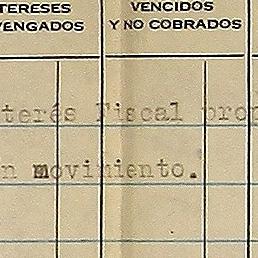 TERESES
VENGADOS
VENCIDOS
Y NO COBRADOS
terés Fiscal pro
n movimiento.